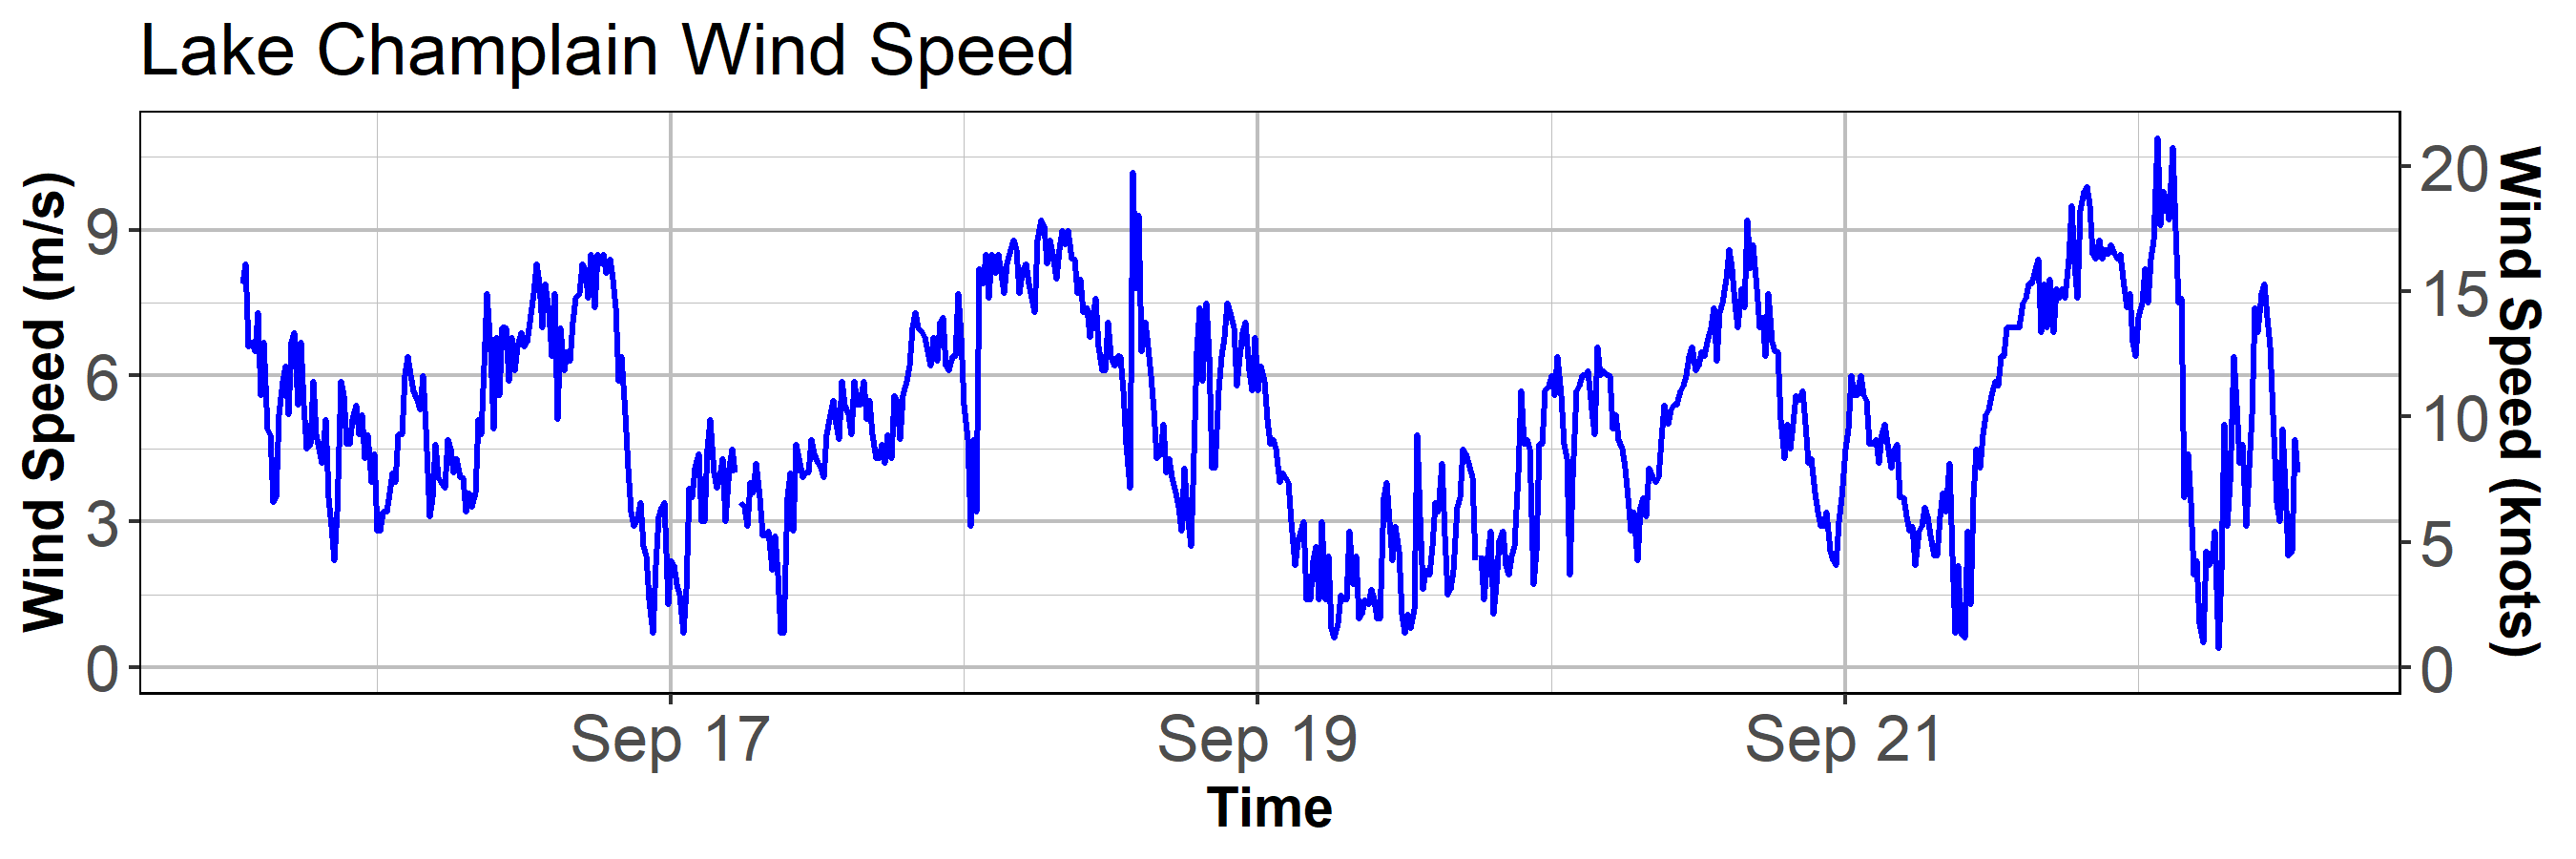 Lake Champlain Wind Speed
Wind Speed (m/s)
9
6
3
0
20
15
10
5
0
Wind Speed (knots)
Sep 17
Sep 19
Sep 21
Time